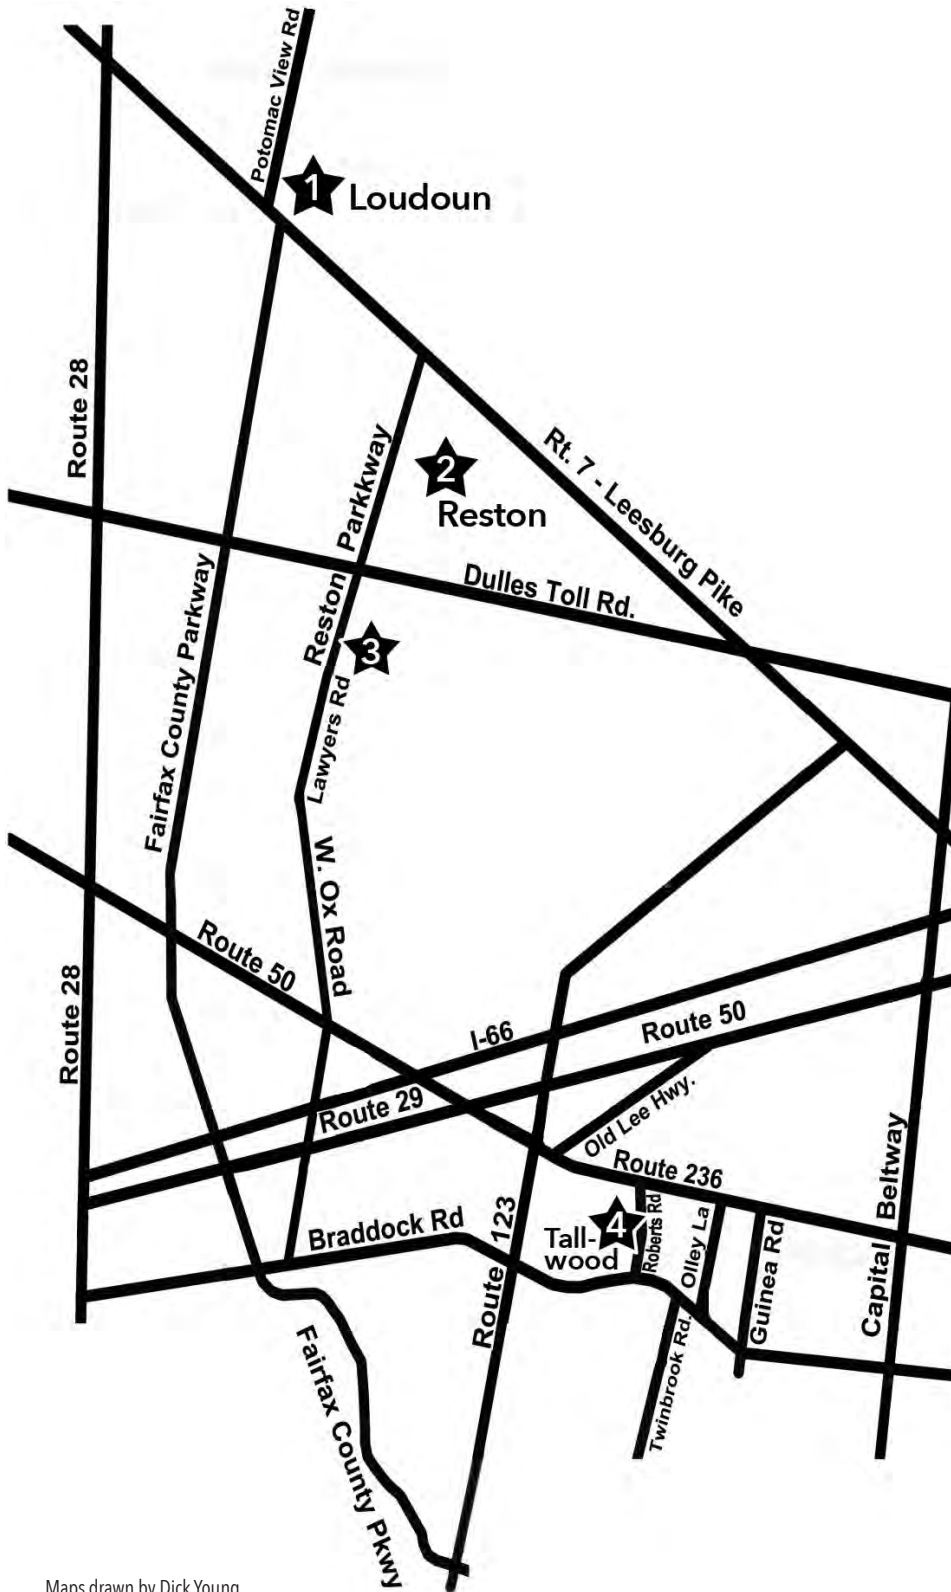 Potomac View Rd
1
Loudoun
Route 28
Rt. 7 - Leesburg Pike
2
Reston
Reston Parkkway
Dulles Toll Rd.
Fairfax County Parkway
3
Lawyers Rd
W. Ox Road
Route 50
Route 28
I-66
Route 50
Route 29
Old Lee Hwy.
Route 236
Capital Beltway
Braddock Rd
Route 123
Tall-
wood
4
Roberts Rd
Olley La
Guinea Rd
Twinbrook Rd.
Fairfax County Pkwy
Maps drawn by Dick Young